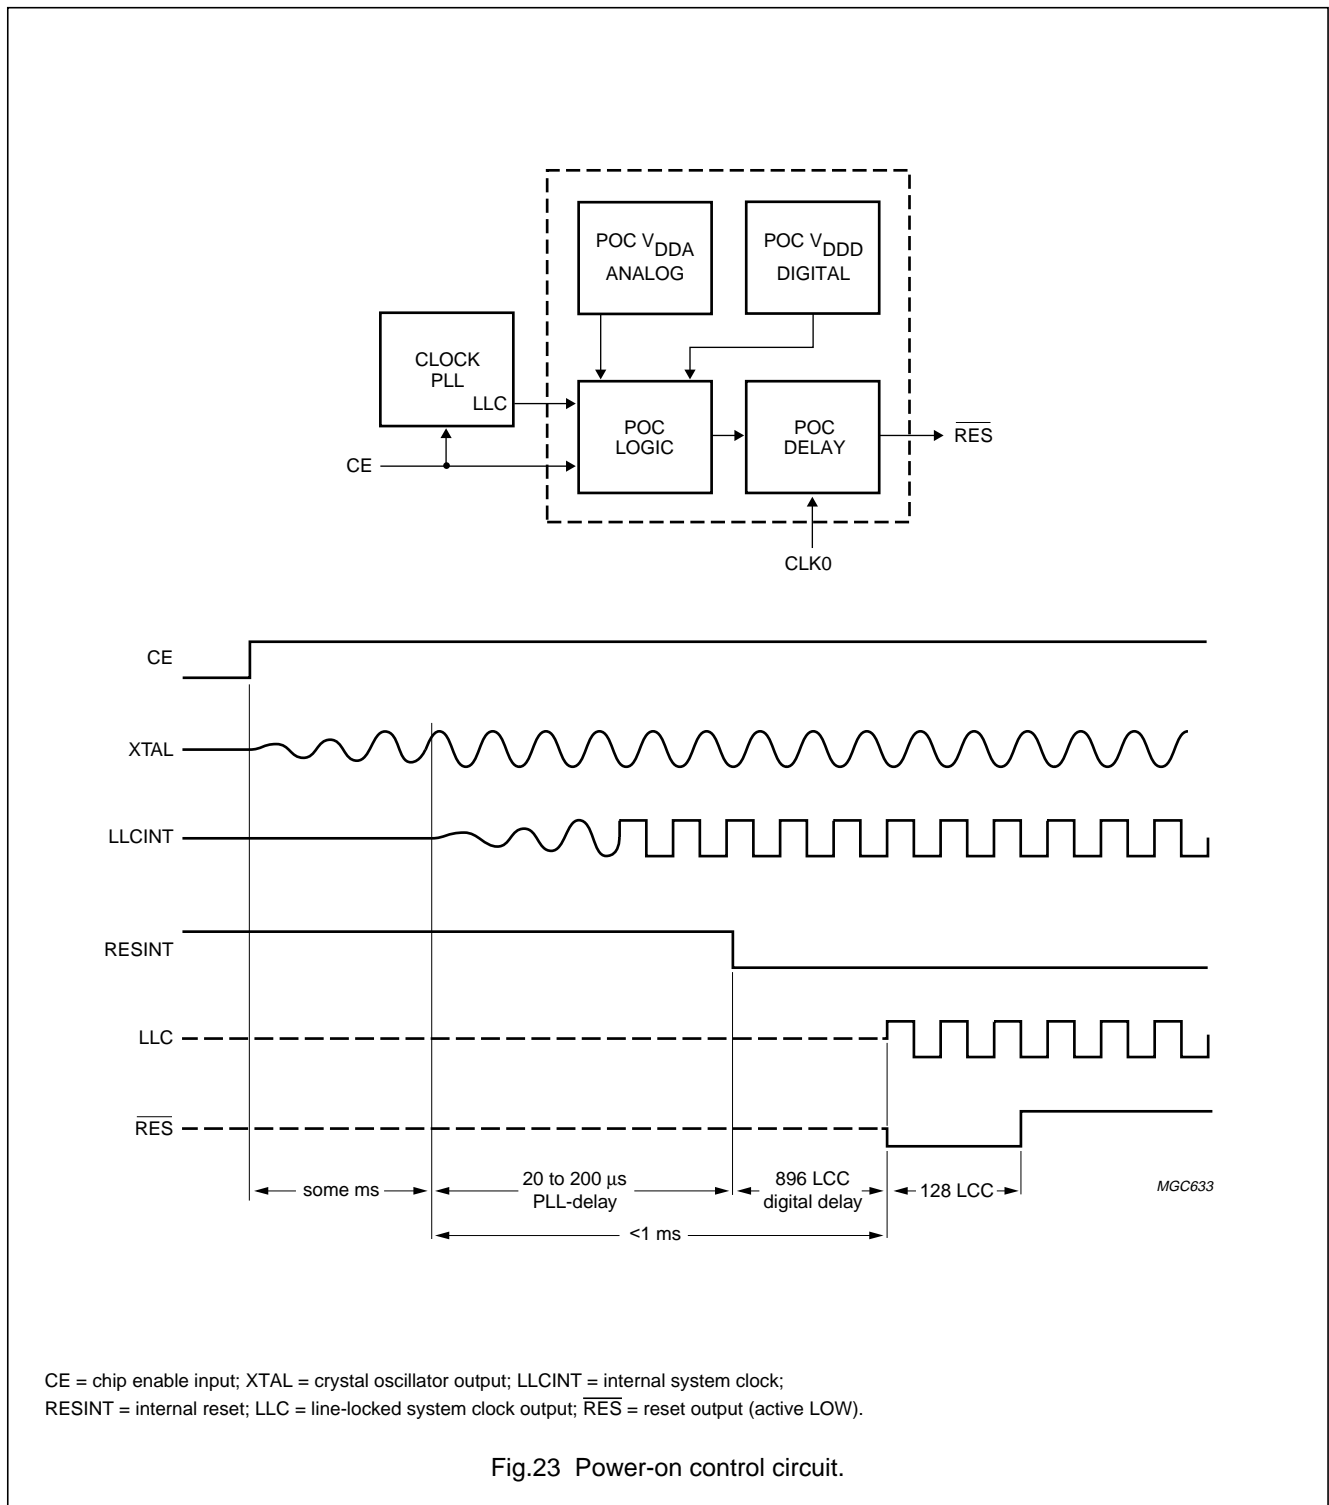 POC VDDA
ANALOG
POC VDDD
DIGITAL
CLOCK
PLL
LLC
POC
LOGIC
POC
DELAY
R̅E̅S̅
CE
CLK0
CE
XTAL
LLCINT
RESINT
LLC
R̅E̅S̅
some ms
20 to 200 μs
PLL-delay
896 LCC
digital delay
128 LCC
<1 ms
MGC633
CE = chip enable input; XTAL = crystal oscillator output; LLCINT = internal system clock;
RESINT = internal reset; LLC = line-locked system clock output; R̅E̅S̅ = reset output (active LOW).
Fig.23 Power-on control circuit.